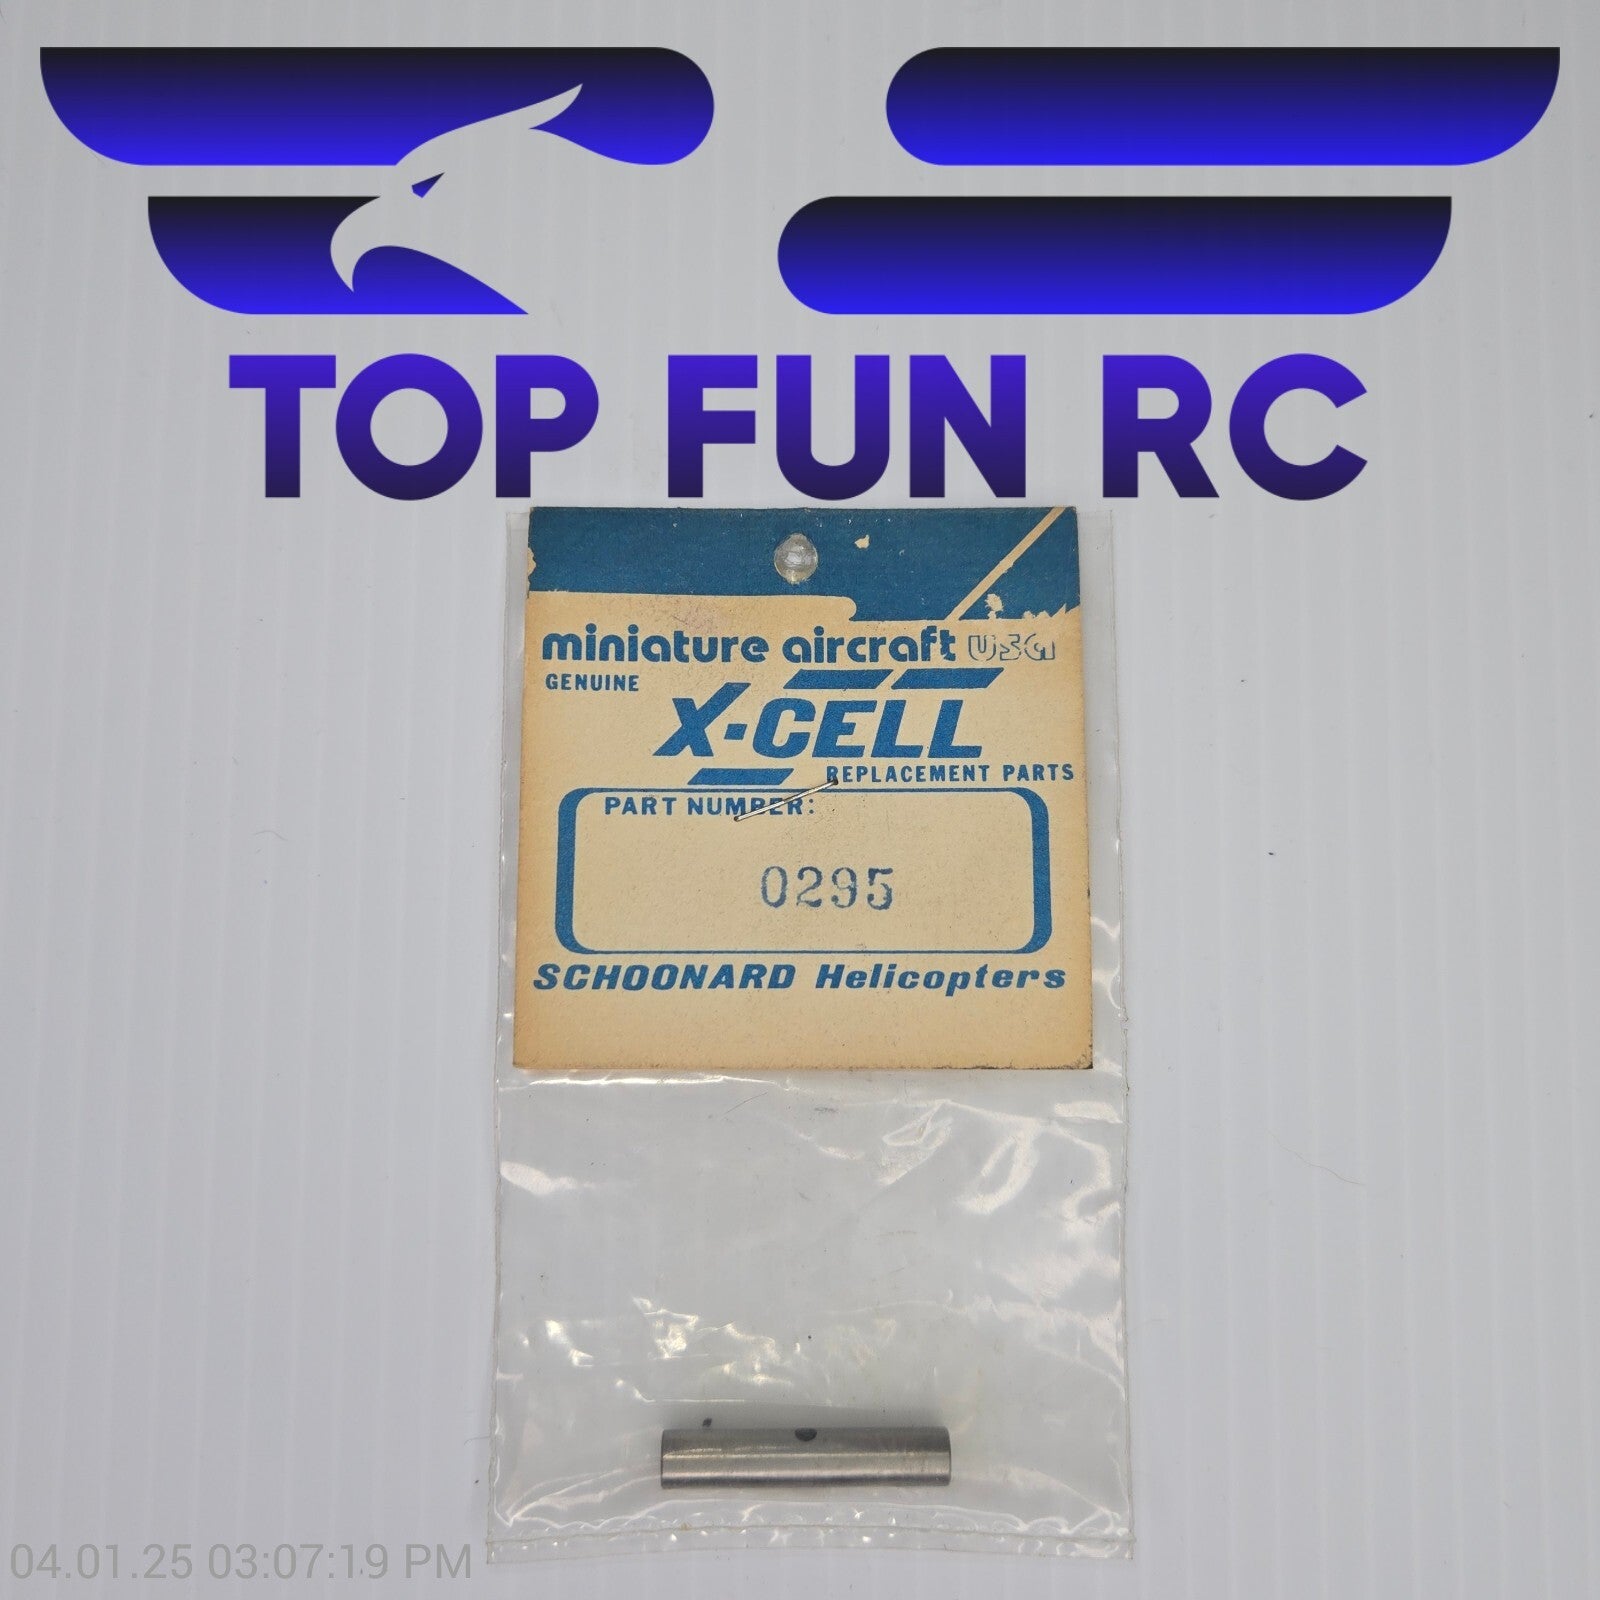 TOP FUN RC
miniature aircraft USA
GENUINE
X-CELL
REPLACEMENT PARTS
PART NUMBER:
0295
SCHOONARD Helicopters
04.01.25 03:07:19 PM